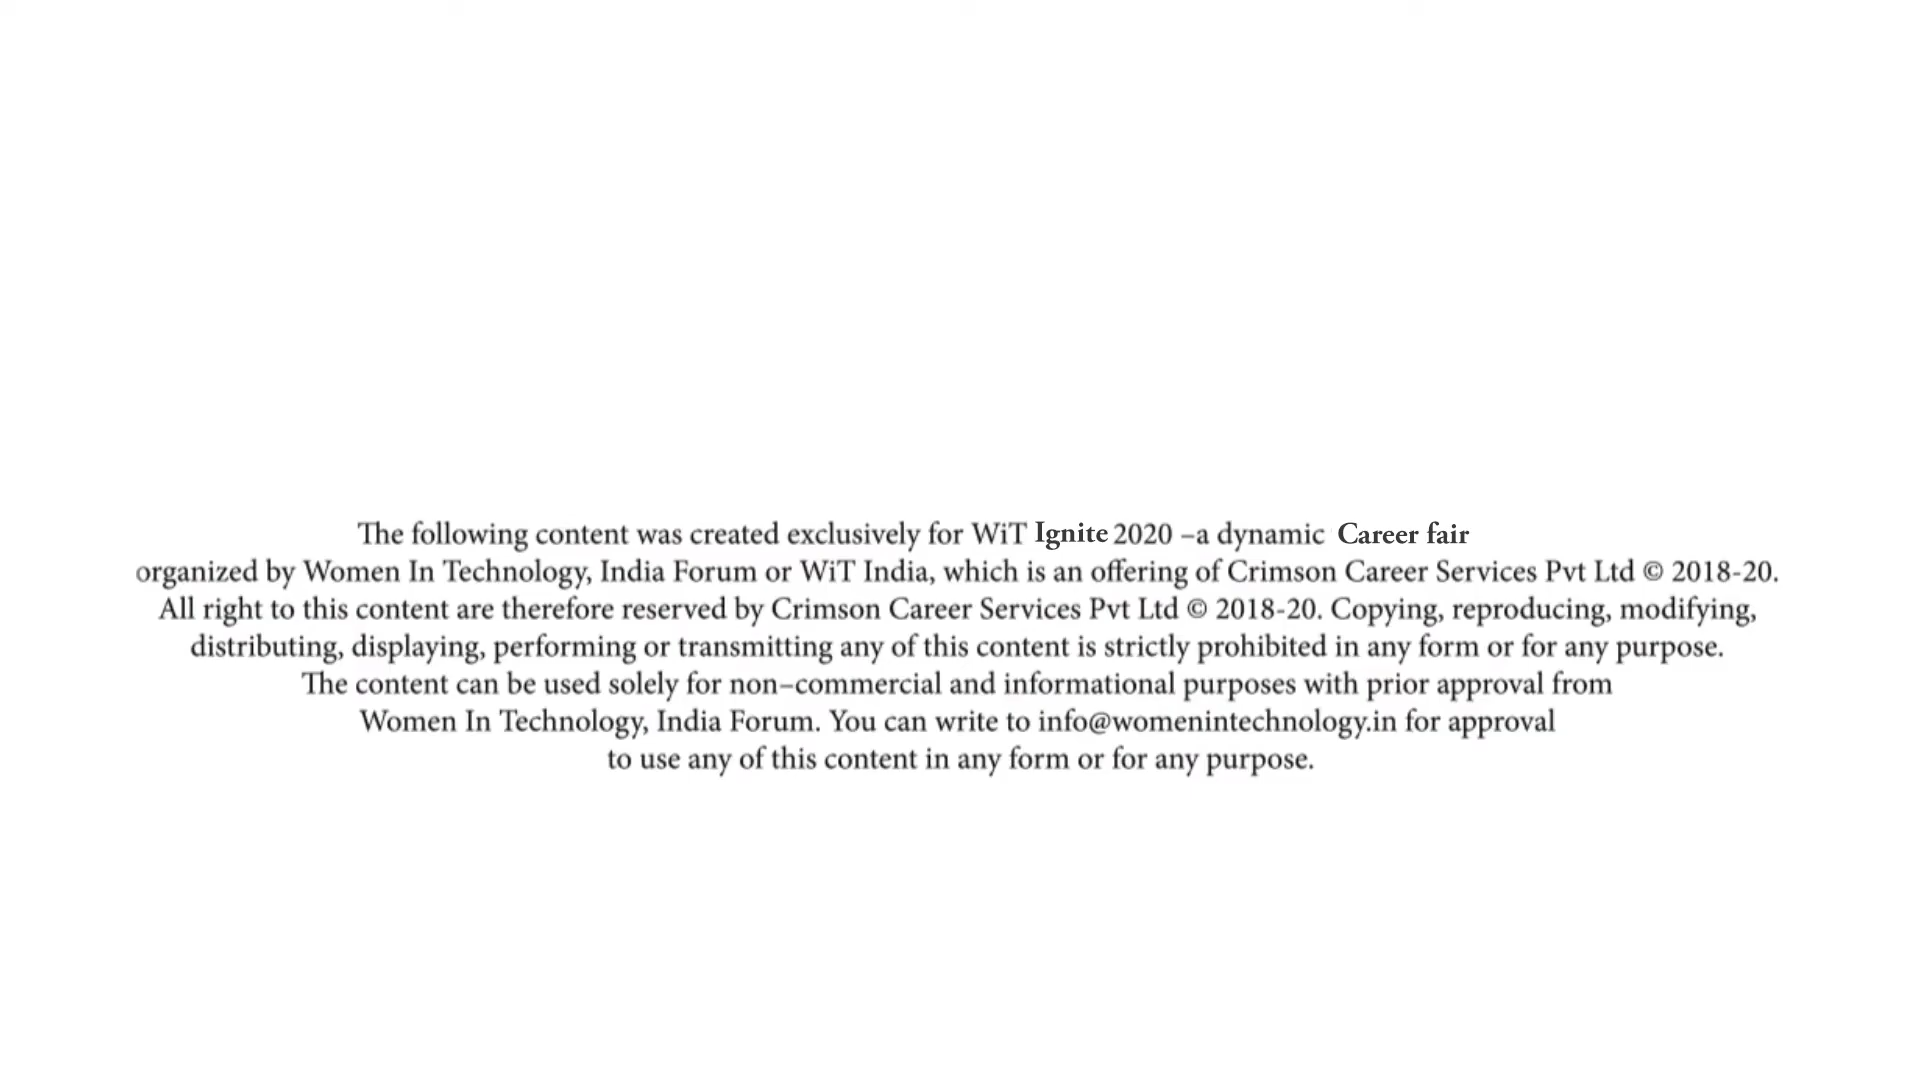 The following content was created exclusively for WiT Ignite 2020 –a dynamic Career fair
organized by Women In Technology, India Forum or WiT India, which is an offering of Crimson Career Services Pvt Ltd © 2018-20.
All right to this content are therefore reserved by Crimson Career Services Pvt Ltd © 2018-20. Copying, reproducing, modifying,
distributing, displaying, performing or transmitting any of this content is strictly prohibited in any form or for any purpose.
The content can be used solely for non–commercial and informational purposes with prior approval from
Women In Technology, India Forum. You can write to info@womenintechnology.in for approval
to use any of this content in any form or for any purpose.